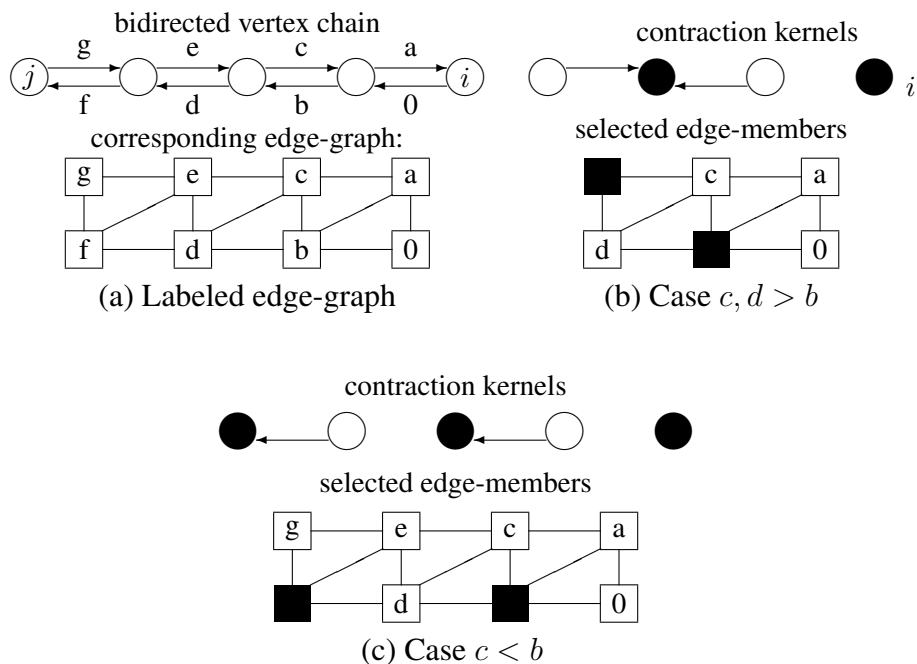 bidirected vertex chain
g e c a
j i
f d b 0
corresponding edge-graph:
g e c a
f d b 0
(a) Labeled edge-graph
contraction kernels
i
selected edge-members
c a
d 0
(b) Case c, d > b
contraction kernels
selected edge-members
g e c a
d 0
(c) Case c < b